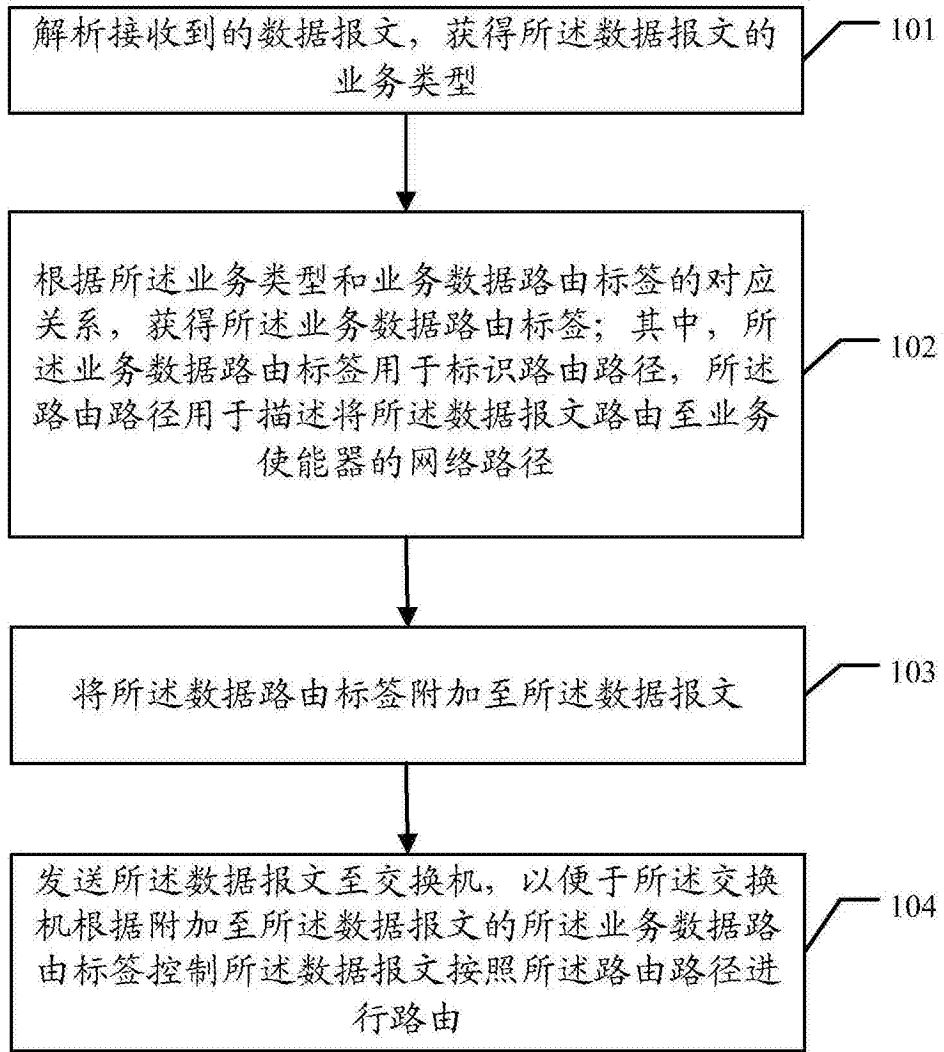 解析接收到的数据报文，获得所述数据报文的
业务类型
101
根据所述业务类型和业务数据路由标签的对应
关系，获得所述业务数据路由标签；其中，所
述业务数据路由标签用于标识路由路径，所述
路由路径用于描述将所述数据报文路由至业务
使能器的网络路径
102
将所述数据路由标签附加至所述数据报文
103
发送所述数据报文至交换机，以便于所述交换
机根据附加至所述数据报文的所述业务数据路
由标签控制所述数据报文按照所述路由路径进
行路由
104